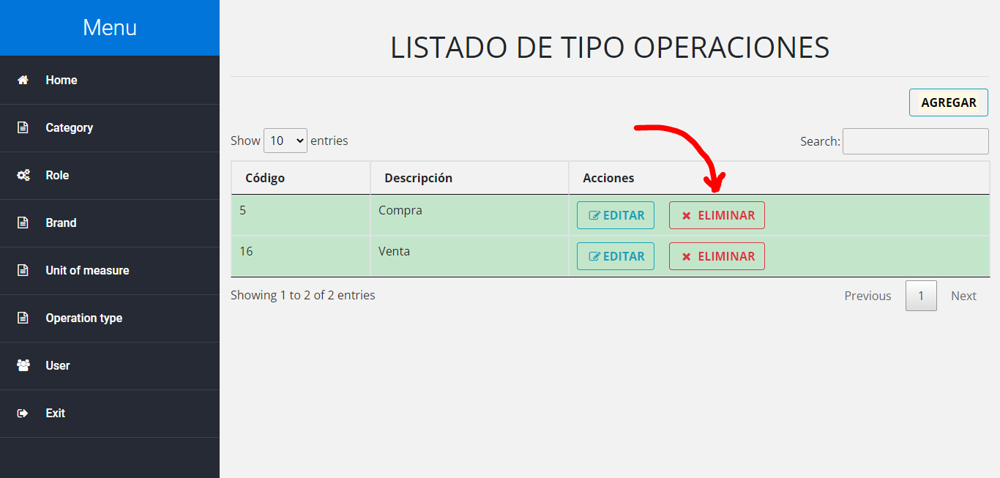 Menu
Home
Category
Role
Brand
Unit of measure
Operation type
User
Exit
LISTADO DE TIPO OPERACIONES
AGREGAR
Show 10 entries
Search:
Código Descripción Acciones
5 Compra EDITAR ELIMINAR
16 Venta EDITAR ELIMINAR
Showing 1 to 2 of 2 entries
Previous 1 Next